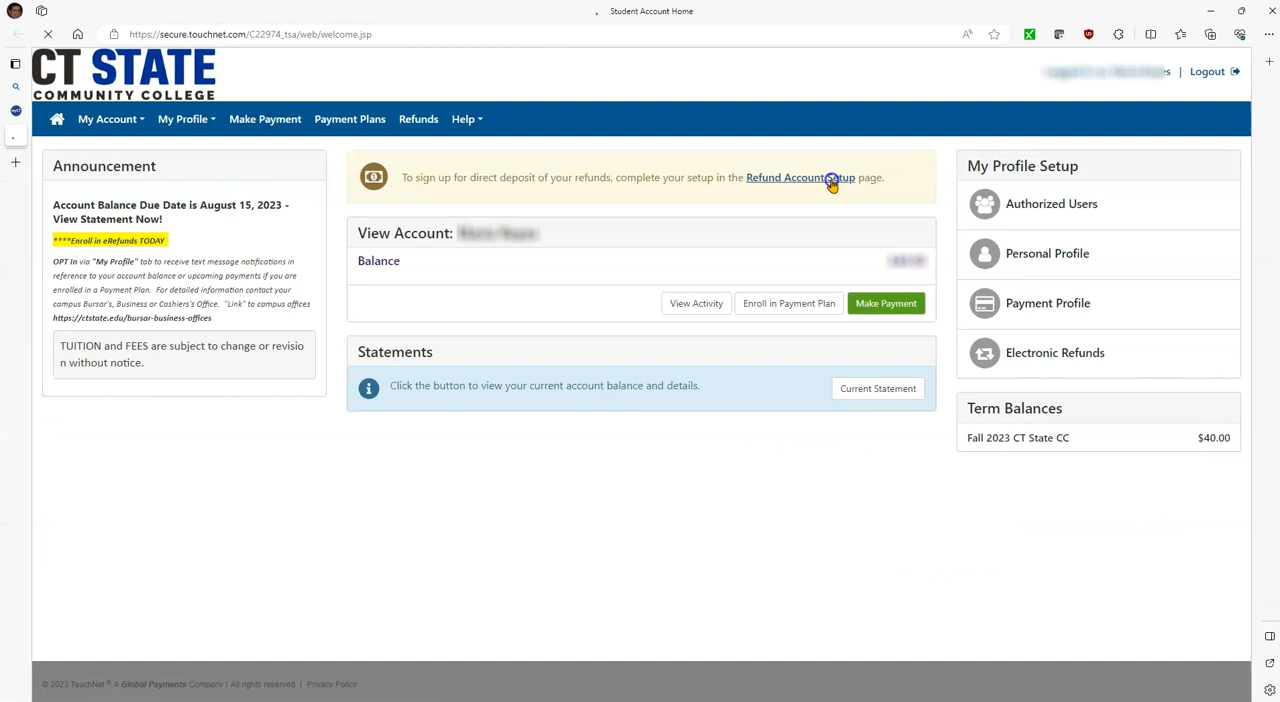 Student Account Home
https://secure.touchnet.com/C22974_tsa/web/welcome.jsp
CT STATE
COMMUNITY COLLEGE
s | Logout
My Account
My Profile
Make Payment
Payment Plans
Refunds
Help
Announcement
Account Balance Due Date is August 15, 2023 -
View Statement Now!
****Enroll in eRefunds TODAY
OPT In via "My Profile" tab to receive text message notifications in
reference to your account balance or upcoming payments if you are
enrolled in a Payment Plan. For detailed information contact your
campus Bursar's, Business or Cashiers's Office. "Link" to campus offices
https://ctstate.edu/bursar-business-offices
TUITION and FEES are subject to change or revisio
n without notice.
To sign up for direct deposit of your refunds, complete your setup in the Refund Account Setup page.
View Account:
Balance
View Activity
Enroll in Payment Plan
Make Payment
Statements
Click the button to view your current account balance and details.
Current Statement
My Profile Setup
Authorized Users
Personal Profile
Payment Profile
Electronic Refunds
Term Balances
Fall 2023 CT State CC $40.00
© 2023 TouchNet® A Global Payments Company | All rights reserved. | Privacy Policy